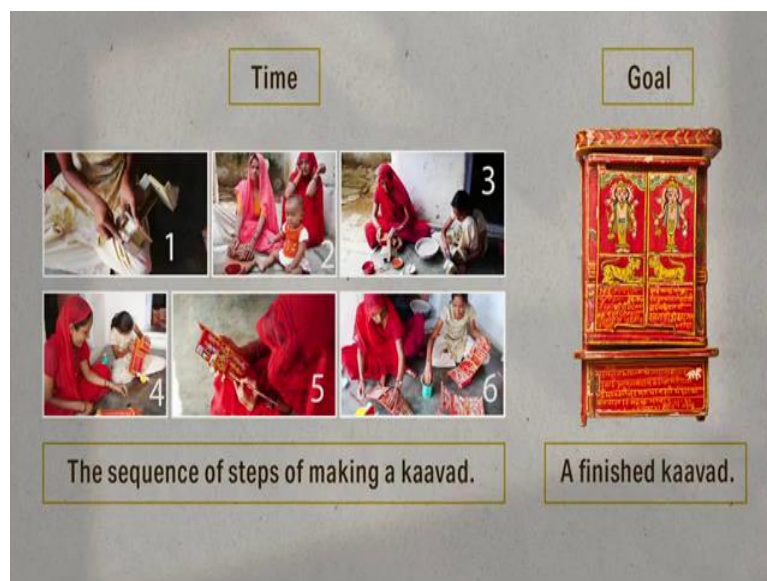 Time
Goal
1
2
3
4
5
6
The sequence of steps of making a kaavad.
A finished kaavad.